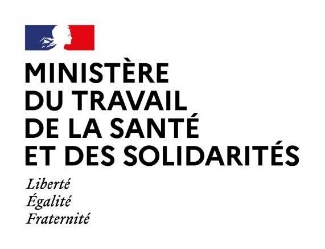 MINISTÈRE
DU TRAVAIL
DE LA SANTÉ
ET DES SOLIDARITÉS
Liberté
Égalité
Fraternité